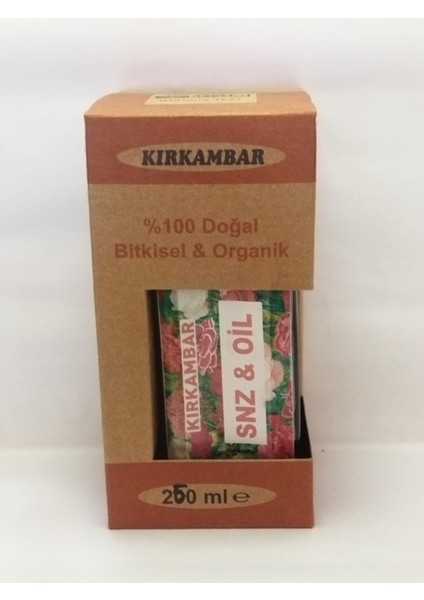 KIRKAMBAR
%100 Doğal
Bitkisel & Organik
KIRKAMBAR
SNZ & OİL
250 ml e